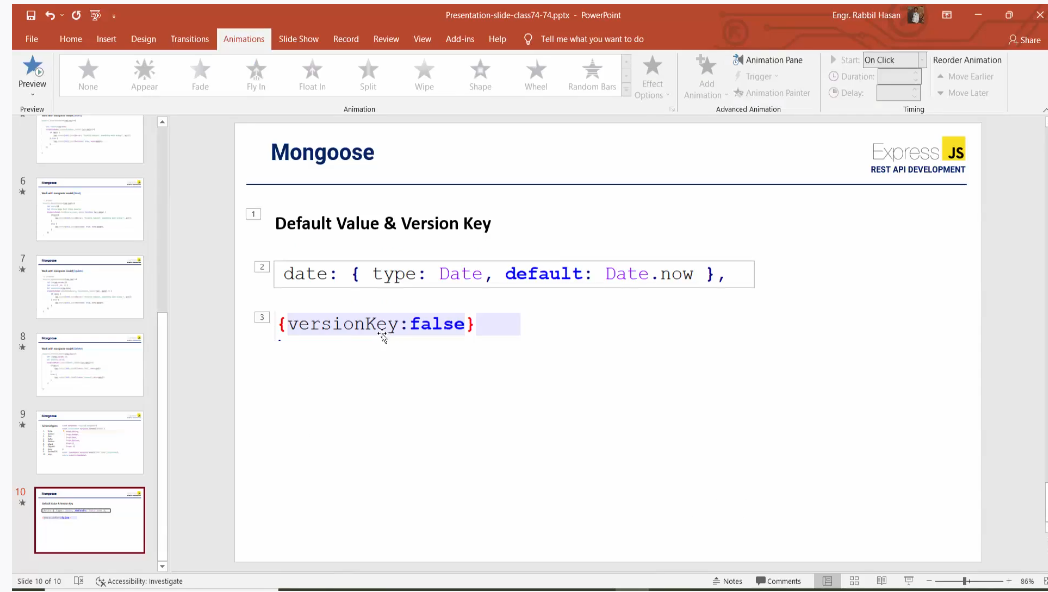 Presentation-slide-class74-74.pptx - PowerPoint
Engr. Rabbil Hasan
File Home Insert Design Transitions Animations Slide Show Record Review View Add-ins Help Tell me what you want to do
Share
Preview
None Appear Fade Fly In Float In Split Wipe Shape Wheel Random Bars
Effect Options
Add Animation
Animation Pane
Trigger
Animation Painter
Start: On Click
Duration:
Delay:
Reorder Animation
Move Earlier
Move Later
Preview Animation Advanced Animation Timing
6
7
8
9
10
Mongoose
Express JS
REST API DEVELOPMENT
1
Default Value & Version Key
2
date: { type: Date, default: Date.now },
3
{versionKey:false}
Slide 10 of 10 Accessibility: Investigate Notes Comments 86%